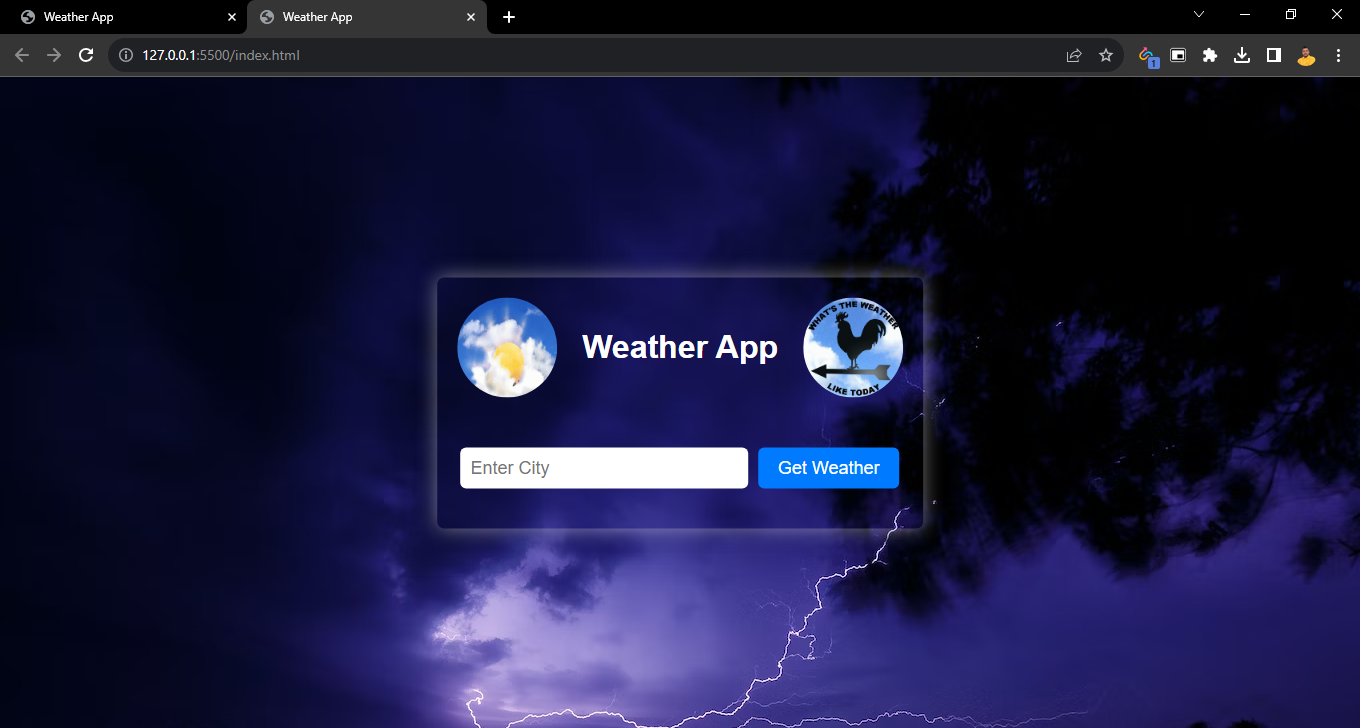 Weather App
Weather App
127.0.0.1:5500/index.html
1
Weather App
WHAT'S THE WEATHER
LIKE TODAY
Enter City
Get Weather